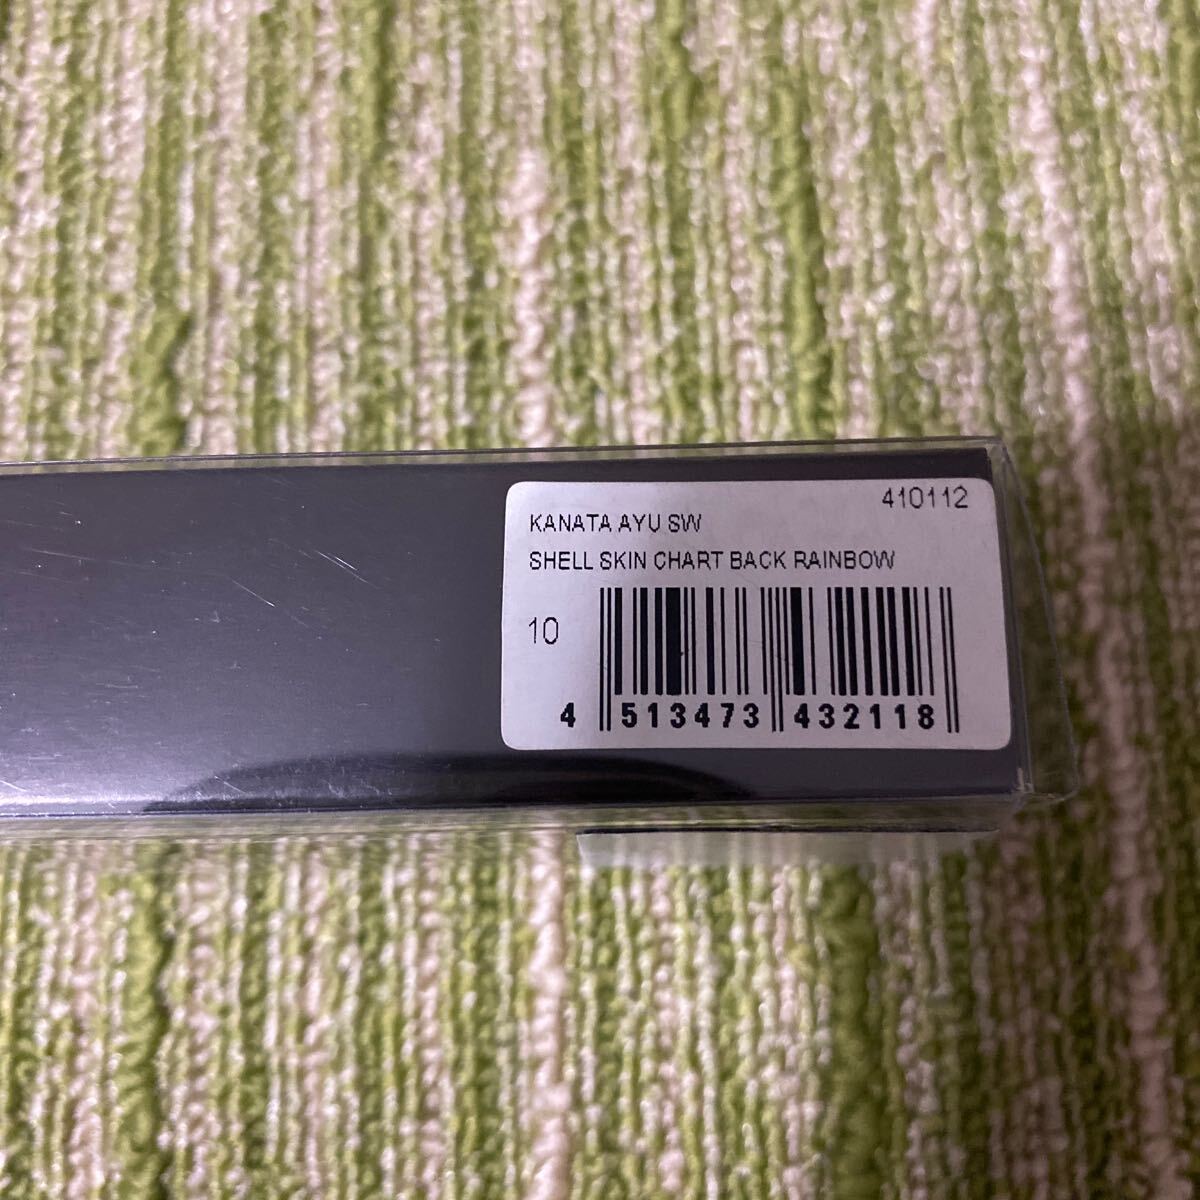 410112
KANATA AYU SW
SHELL SKIN CHART BACK RAINBOW
10
4 513473 432118